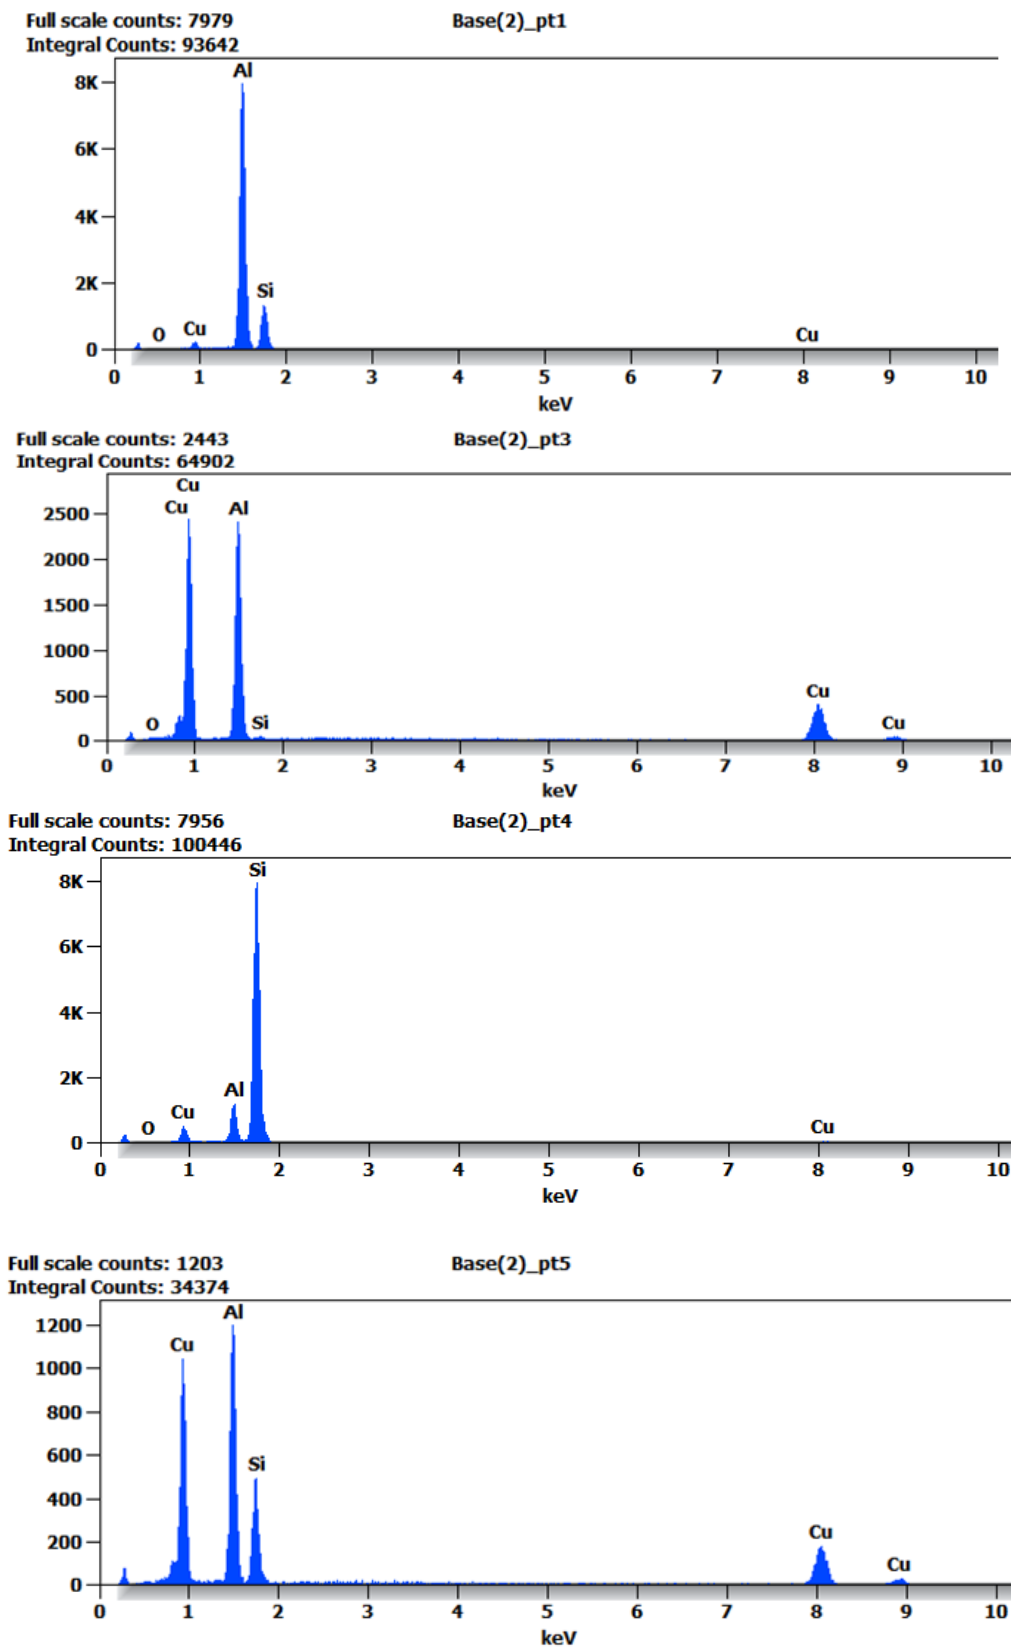 Full scale counts: 7979 Base(2)_pt1
Integral Counts: 93642
Al
8K
6K
4K
2K
Si
O Cu Cu
0
0 1 2 3 4 5 6 7 8 9 10
keV
Full scale counts: 2443 Base(2)_pt3
Integral Counts: 64902
Cu
Cu Al
2500
2000
1500
1000
500
Cu
O Si Cu
0
0 1 2 3 4 5 6 7 8 9 10
keV
Full scale counts: 7956 Base(2)_pt4
Integral Counts: 100446
Si
8K
6K
4K
2K
Al
O Cu Cu
0
0 1 2 3 4 5 6 7 8 9 10
keV
Full scale counts: 1203 Base(2)_pt5
Integral Counts: 34374
Al
1200
Cu
1000
800
600
Si
400
200
Cu
Cu
0
0 1 2 3 4 5 6 7 8 9 10
keV